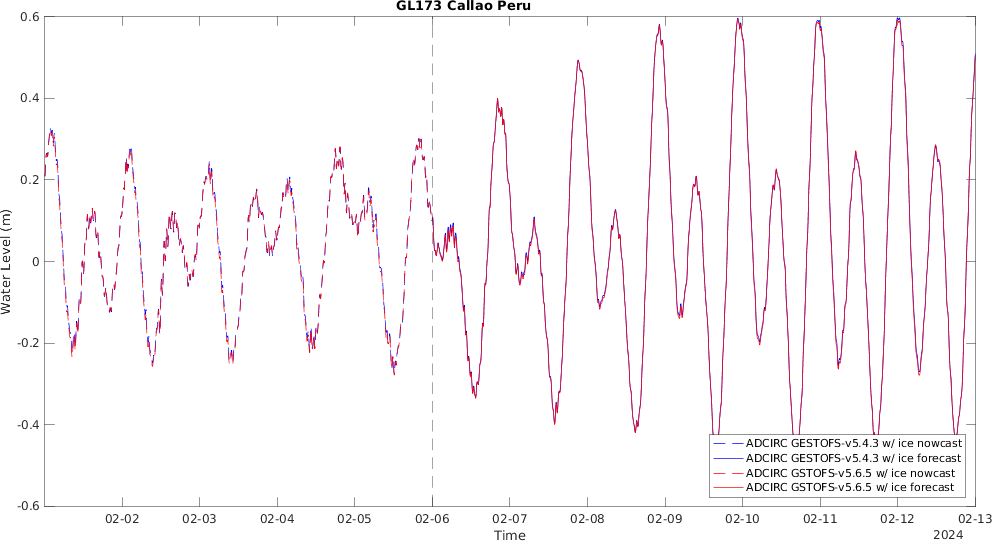 GL173 Callao Peru
0.6
0.4
0.2
0
-0.2
-0.4
-0.6
Water Level (m)
ADCIRC GESTOFS-v5.4.3 w/ ice nowcast
ADCIRC GESTOFS-v5.4.3 w/ ice forecast
ADCIRC GSTOFS-v5.6.5 w/ ice nowcast
ADCIRC GSTOFS-v5.6.5 w/ ice forecast
02-02 02-03 02-04 02-05 02-06 02-07 02-08 02-09 02-10 02-11 02-12 02-13
Time
2024